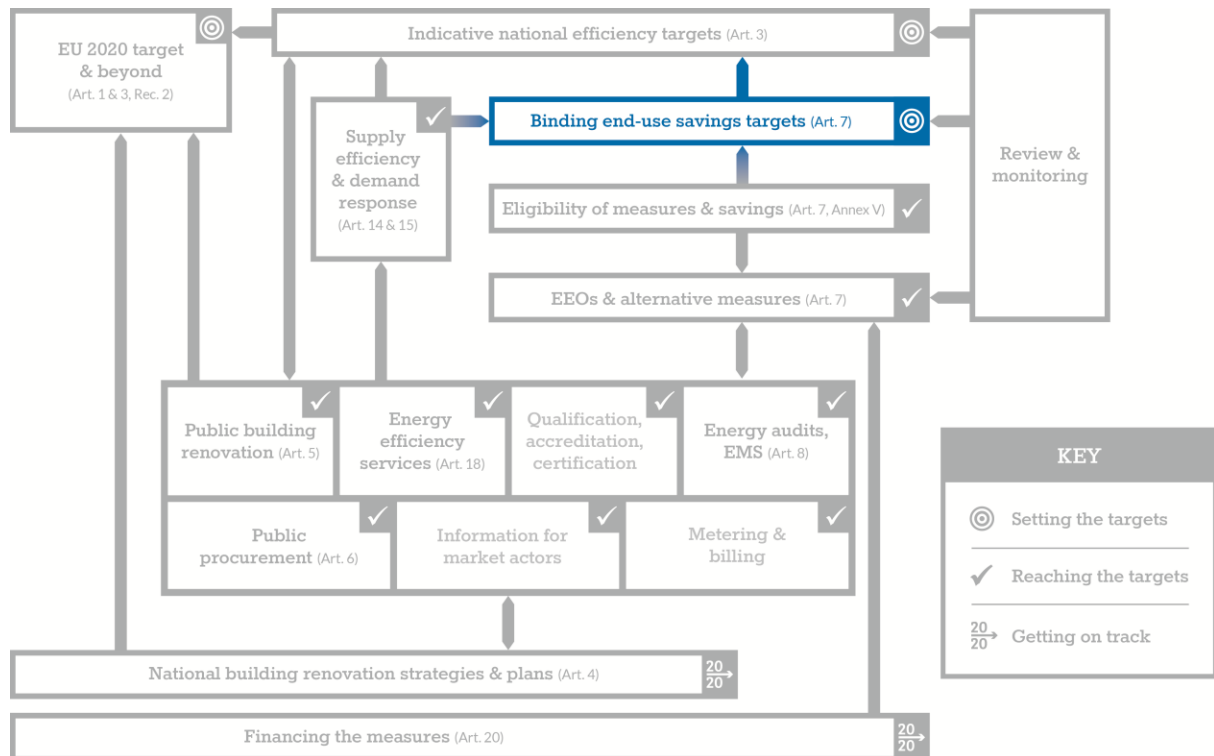 EU 2020 target
& beyond
(Art. 1 & 3, Rec. 2)
Indicative national efficiency targets (Art. 3)
Supply
efficiency
& demand
response
(Art. 14 & 15)
Binding end-use savings targets (Art. 7)
Eligibility of measures & savings (Art. 7, Annex V)
EEOs & alternative measures (Art. 7)
Review &
monitoring
Public building
renovation (Art. 5)
Energy
efficiency
services (Art. 18)
Qualification,
accreditation,
certification
Energy audits,
EMS (Art. 8)
Public
procurement (Art. 6)
Information for
market actors
Metering &
billing
National building renovation strategies & plans (Art. 4)
20
20
Financing the measures (Art. 20)
20
20
KEY
Setting the targets
Reaching the targets
20
20
Getting on track